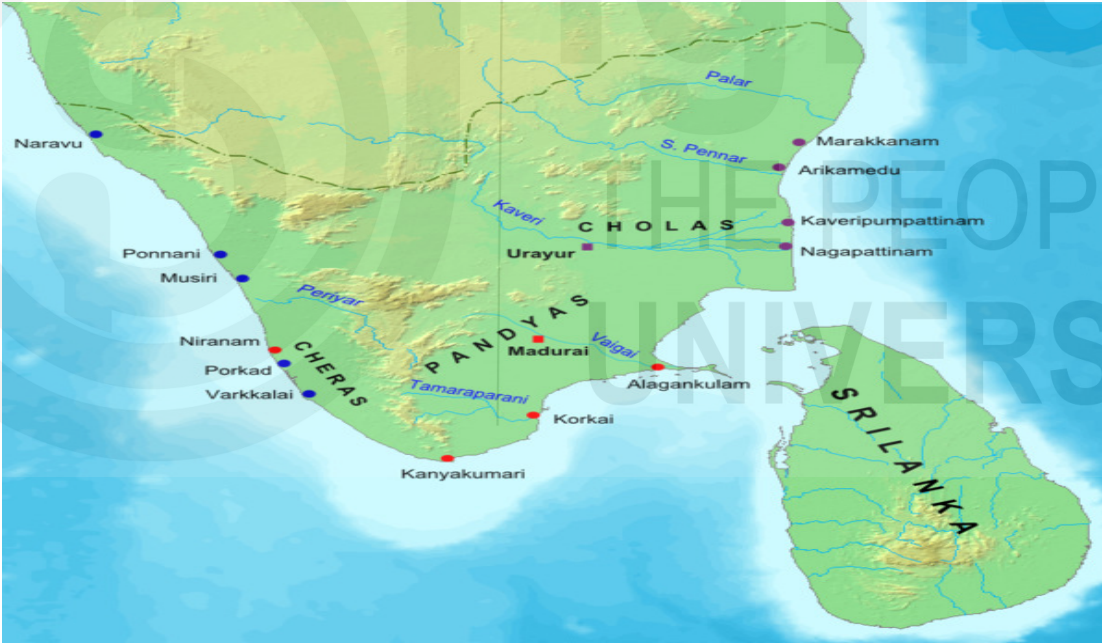 Palar
Naravu
Marakkanam
S. Pennar
Arikamedu
Kaveri
CHOLAS
Kaveripumpattinam
Urayur
Nagapattinam
Ponnani
Musiri
Periyar
PANDYAS
Niranam
CHERAS
Madurai
Vaigai
Porkad
Alagankulam
Varkkalai
Tamaraparani
Korkai
Kanyakumari
SRILANKA
THE PEOP
UNIVERS